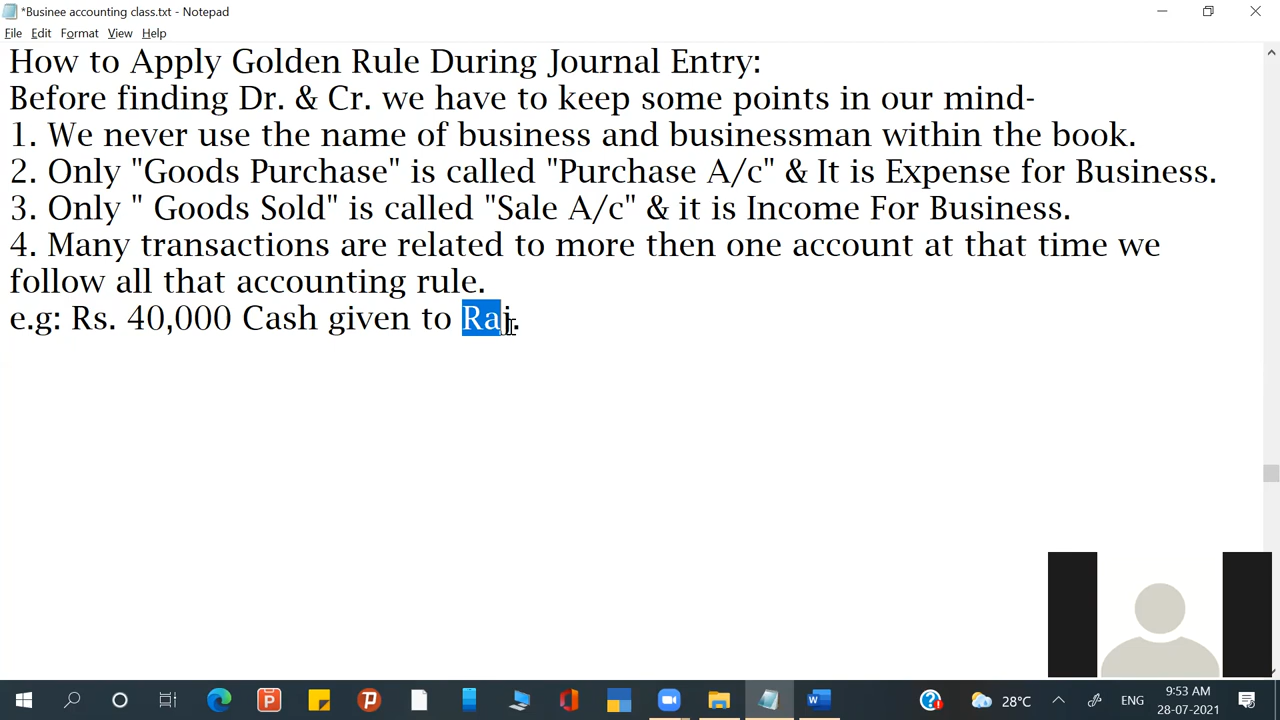 *Businee accounting class.txt - Notepad
File Edit Format View Help
How to Apply Golden Rule During Journal Entry:
Before finding Dr. & Cr. we have to keep some points in our mind-
1. We never use the name of business and businessman within the book.
2. Only "Goods Purchase" is called "Purchase A/c" & It is Expense for Business.
3. Only " Goods Sold" is called "Sale A/c" & it is Income For Business.
4. Many transactions are related to more then one account at that time we
follow all that accounting rule.
e.g: Rs. 40,000 Cash given to Raj.
28°C
ENG
9:53 AM
28-07-2021